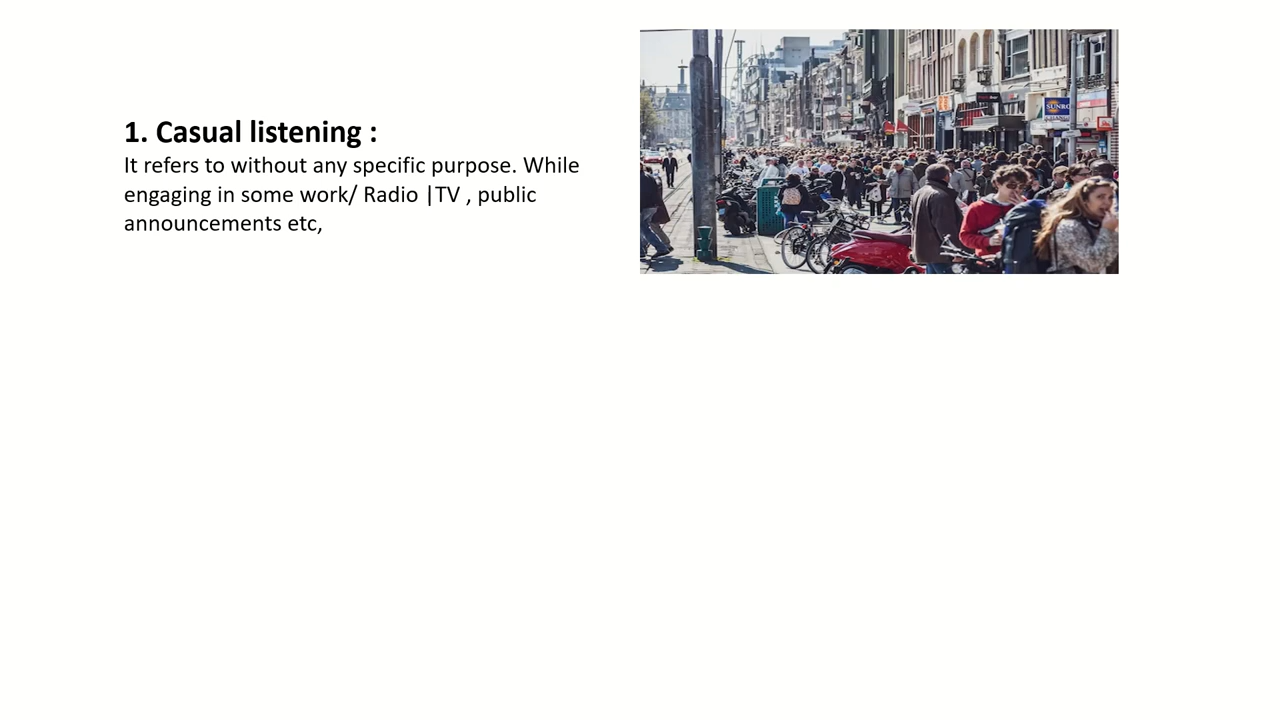 1. Casual listening :
It refers to without any specific purpose. While
engaging in some work/ Radio |TV , public
announcements etc,